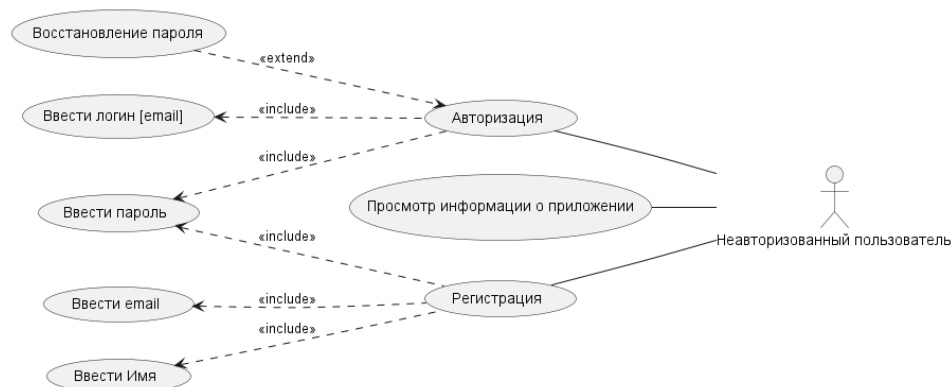 Восстановление пароля
«extend»
Ввести логин [email]
«include»
Авторизация
«include»
Ввести пароль
Просмотр информации о приложении
Неавторизованный пользователь
«include»
Ввести email
«include»
Регистрация
«include»
Ввести Имя